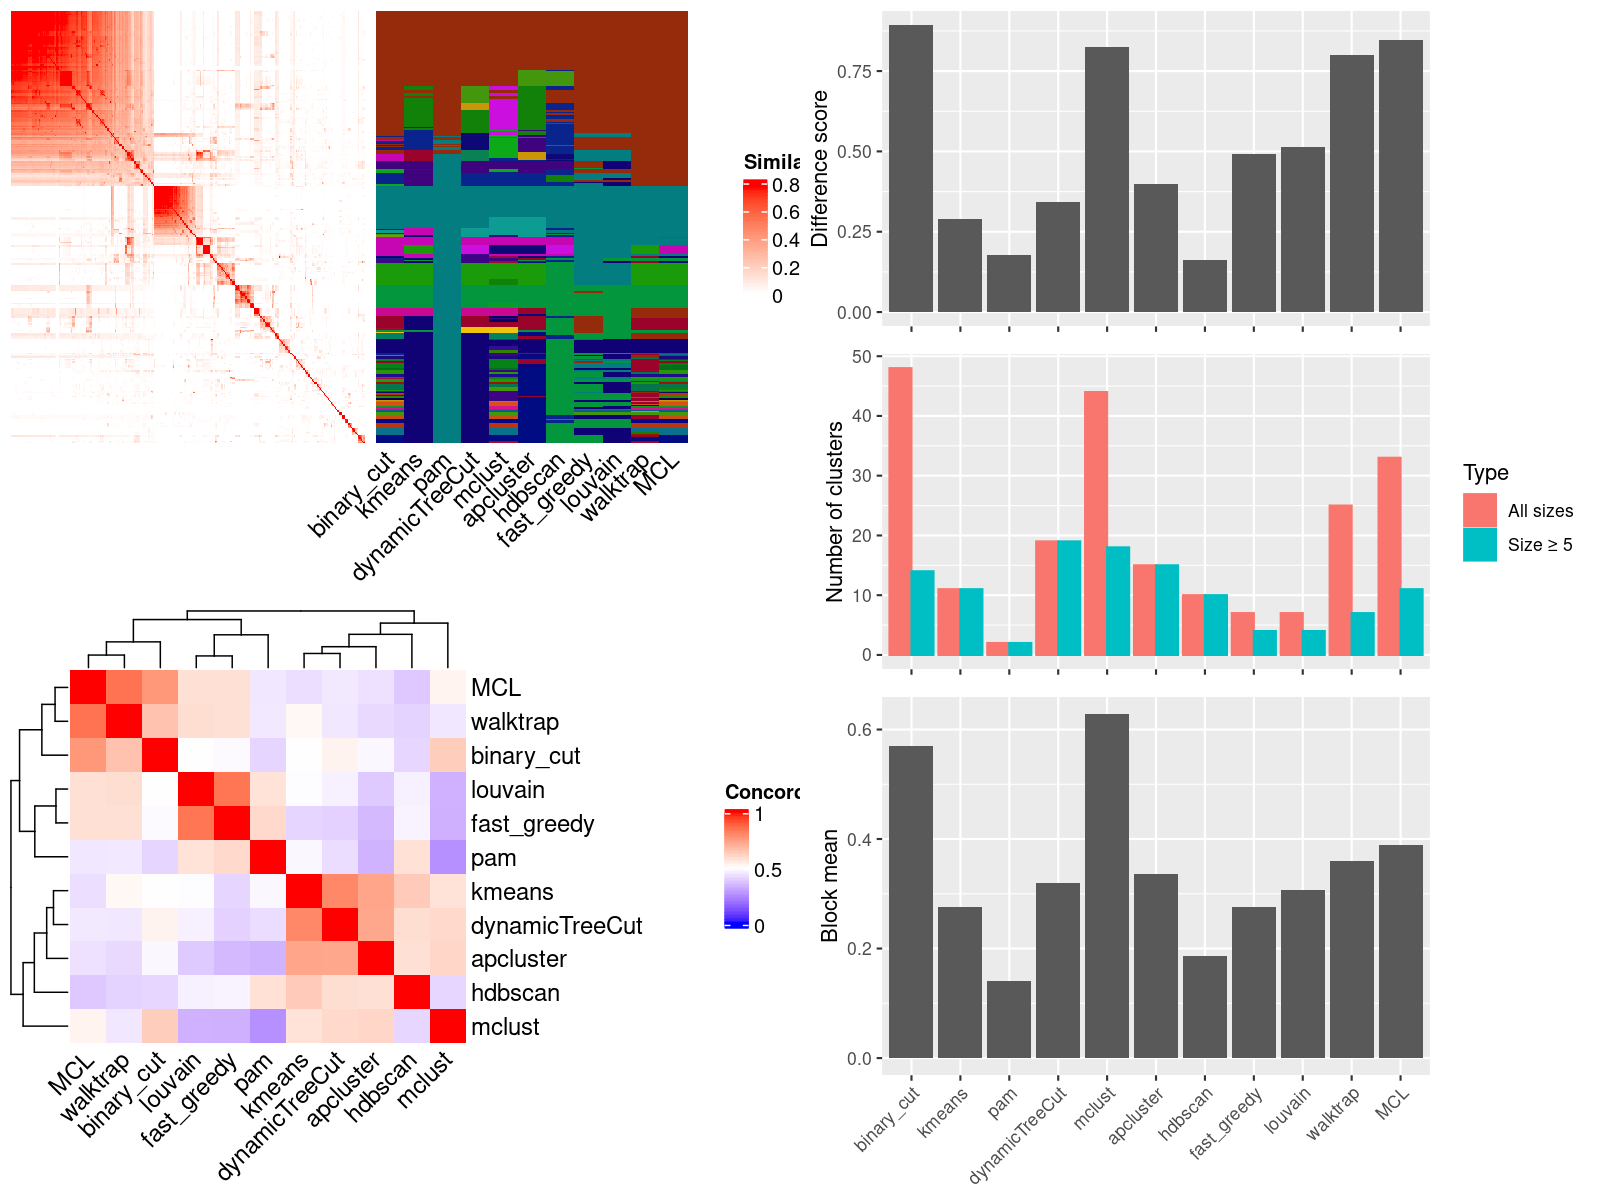 Simila
0.8
0.6
0.4
0.2
0
binary_cut
kmeans
pam
dynamicTreeCut
mclust
apcluster
hdbscan
fast_greedy
louvain
walktrap
MCL
MCL
walktrap
binary_cut
louvain
fast_greedy
pam
kmeans
dynamicTreeCut
apcluster
hdbscan
mclust
Concord
1
0.5
0
MCL
walktrap
binary_cut
louvain
fast_greedy
pam
kmeans
dynamicTreeCut
apcluster
hdbscan
mclust
Difference score
0.75
0.50
0.25
0.00
Number of clusters
50
40
30
20
10
0
Type
All sizes
Size ≥ 5
Block mean
0.6
0.4
0.2
0.0
binary_cut
kmeans
pam
dynamicTreeCut
mclust
apcluster
hdbscan
fast_greedy
louvain
walktrap
MCL